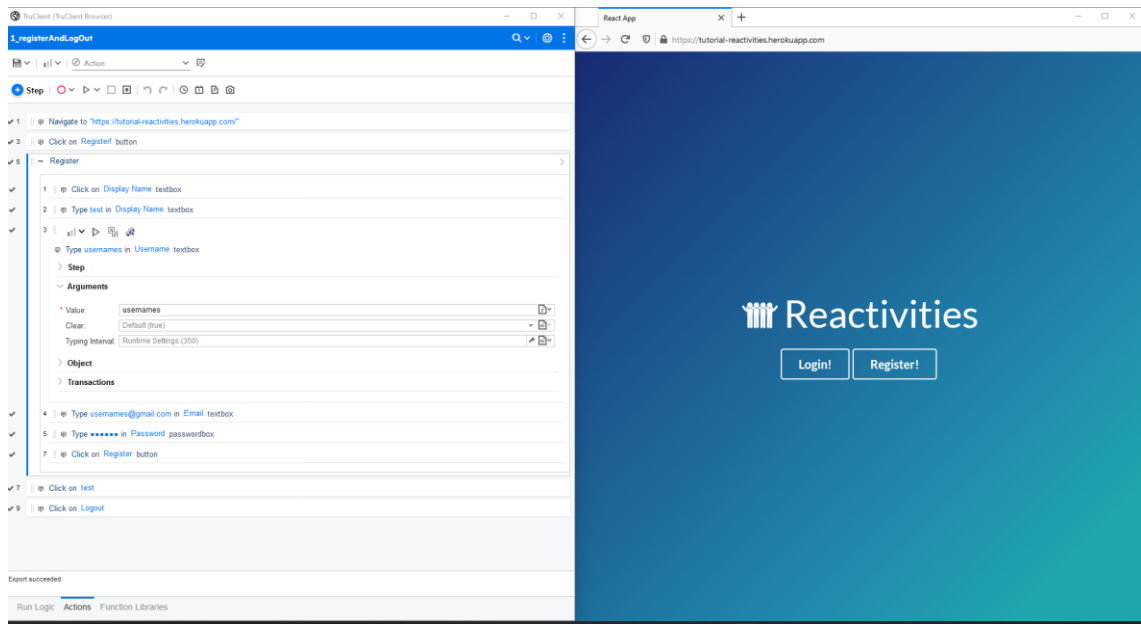 TruClient (TruClient Browser)
1_registerAndLogOut
Action
Step
1 Navigate to "https://tutorial-reactivities.herokuapp.com/"
3 Click on Register! button
5 Register
1 Click on Display Name textbox
2 Type test in Display Name textbox
3
Type usernames in Username textbox
Step
Arguments
* Value: usernames
Clear: Default (true)
Typing Interval: Runtime Settings (350)
Object
Transactions
4 Type usernames@gmail.com in Email textbox
5 Type •••••• in Password passwordbox
7 Click on Register button
7 Click on test
9 Click on Logout
Export succeeded
Run Logic Actions Function Libraries
React App
https://tutorial-reactivities.herokuapp.com
Reactivities
Login! Register!